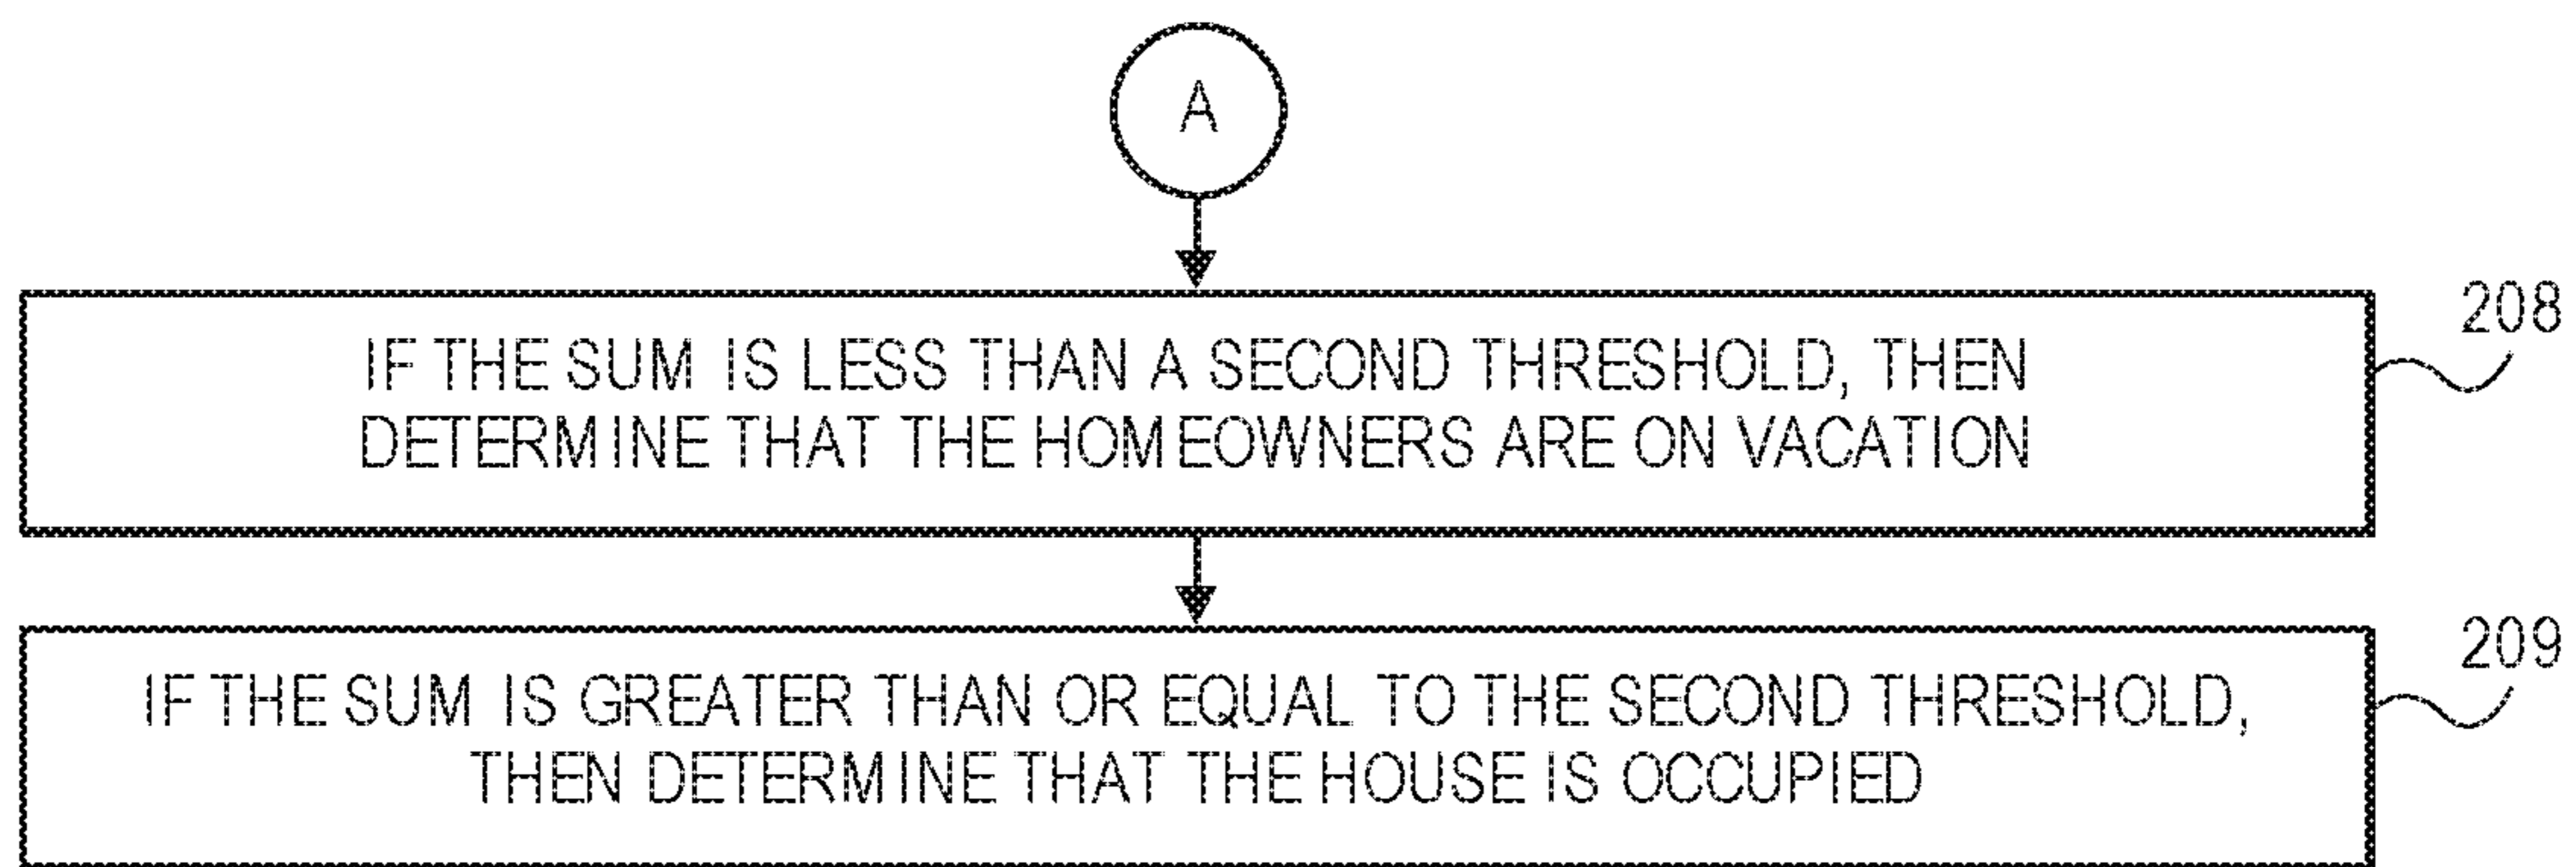 A
IF THE SUM IS LESS THAN A SECOND THRESHOLD, THEN
DETERMINE THAT THE HOMEOWNERS ARE ON VACATION
208
IF THE SUM IS GREATER THAN OR EQUAL TO THE SECOND THRESHOLD,
THEN DETERMINE THAT THE HOUSE IS OCCUPIED
209